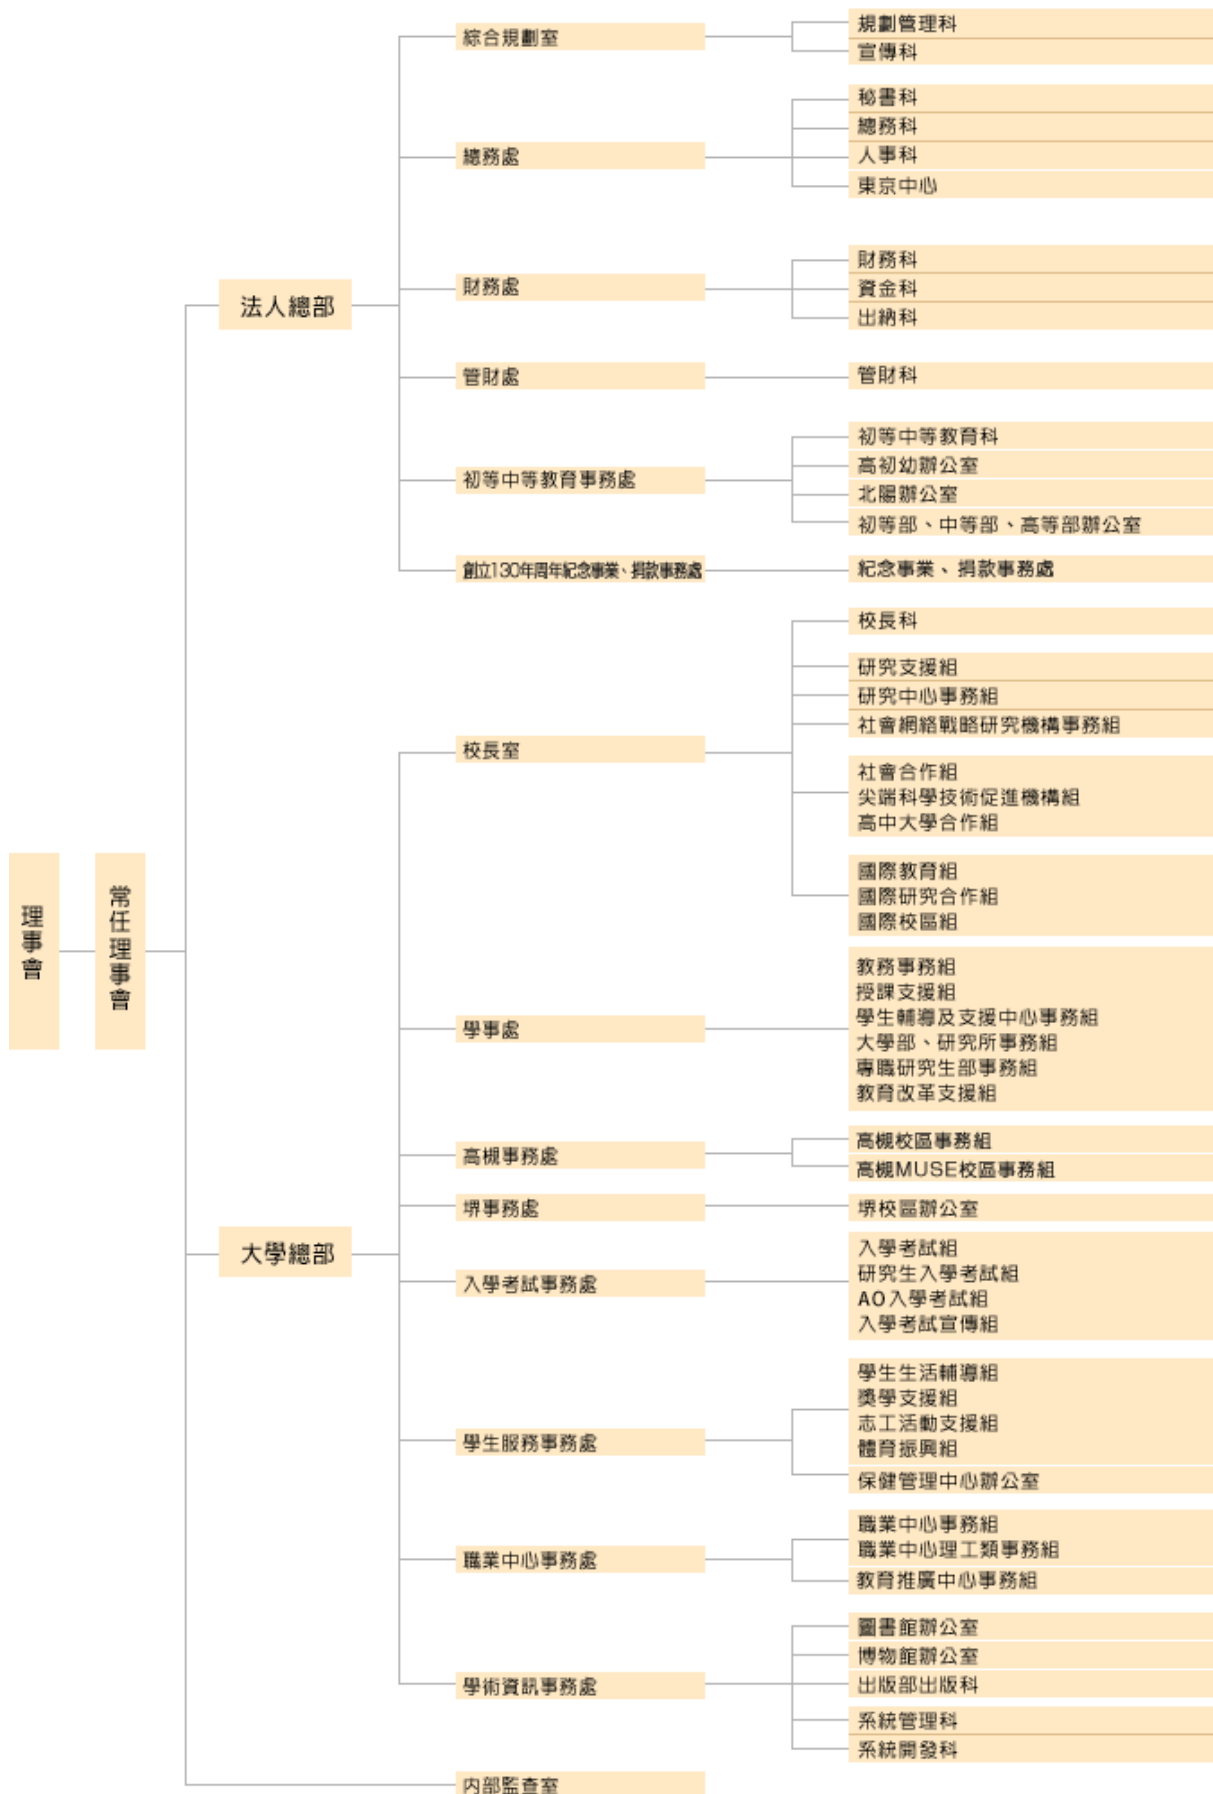 理事會
常任理事會
法人總部
綜合規劃室
規劃管理科
宣傳科
總務處
秘書科
總務科
人事科
東京中心
財務處
財務科
資金科
出納科
管財處
管財科
初等中等教育事務處
初等中等教育科
高初幼辦公室
北陽辦公室
初等部、中等部、高等部辦公室
創立130年周年紀念事業、捐款事務處
紀念事業、捐款事務處
大學總部
校長室
校長科
研究支援組
研究中心事務組
社會網絡戰略研究機構事務組
社會合作組
尖端科學技術促進機構組
高中大學合作組
國際教育組
國際研究合作組
國際校區組
學事處
教務事務組
授課支援組
學生輔導及支援中心事務組
大學部、研究所事務組
專職研究生部事務組
教育改革支援組
高槻事務處
高槻校區事務組
高槻MUSE校區事務組
堺事務處
堺校區辦公室
入學考試事務處
入學考試組
研究生入學考試組
AO入學考試組
入學考試宣傳組
學生服務事務處
學生生活輔導組
獎學支援組
志工活動支援組
體育振興組
保健管理中心辦公室
職業中心事務處
職業中心事務組
職業中心理工類事務組
教育推廣中心事務組
學術資訊事務處
圖書館辦公室
博物館辦公室
出版部出版科
系統管理科
系統開發科
内部監查室